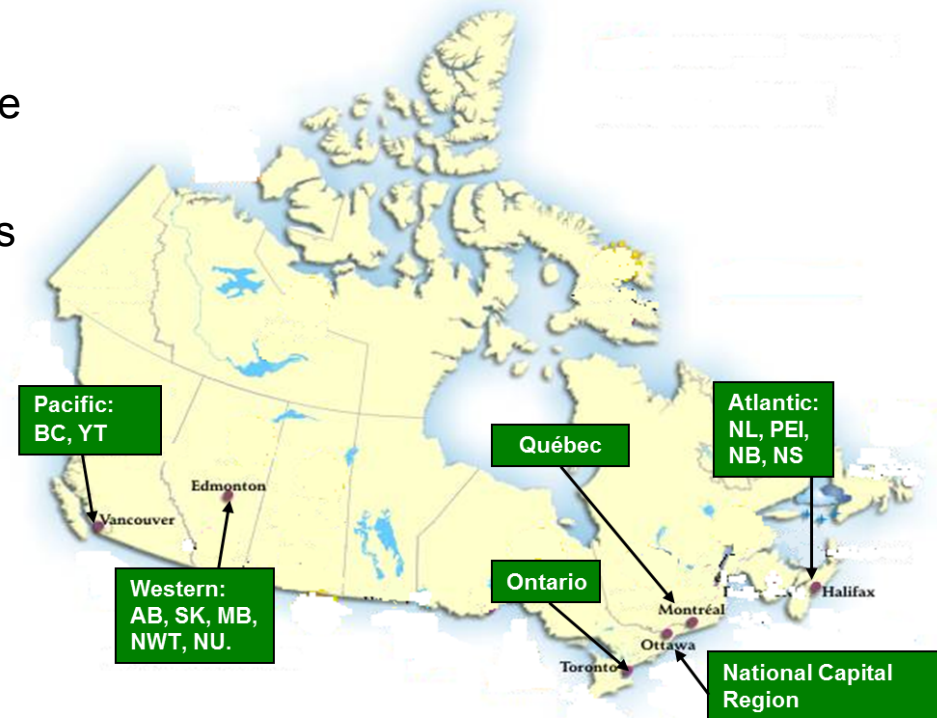 e
s
Pacific:
BC, YT
Québec
Atlantic:
NL, PEI,
NB, NS
Edmonton
Vancouver
Western:
AB, SK, MB,
NWT, NU.
Ontario
Halifax
Montréal
Ottawa
Toronto
National Capital
Region